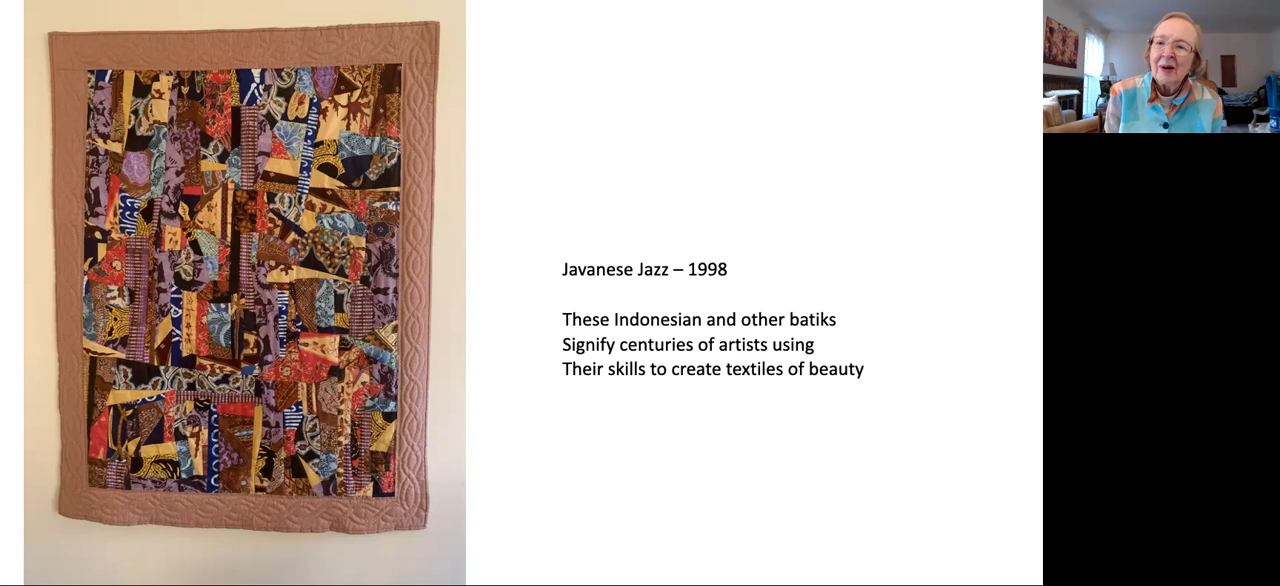 Javanese Jazz – 1998
These Indonesian and other batiks
Signify centuries of artists using
Their skills to create textiles of beauty